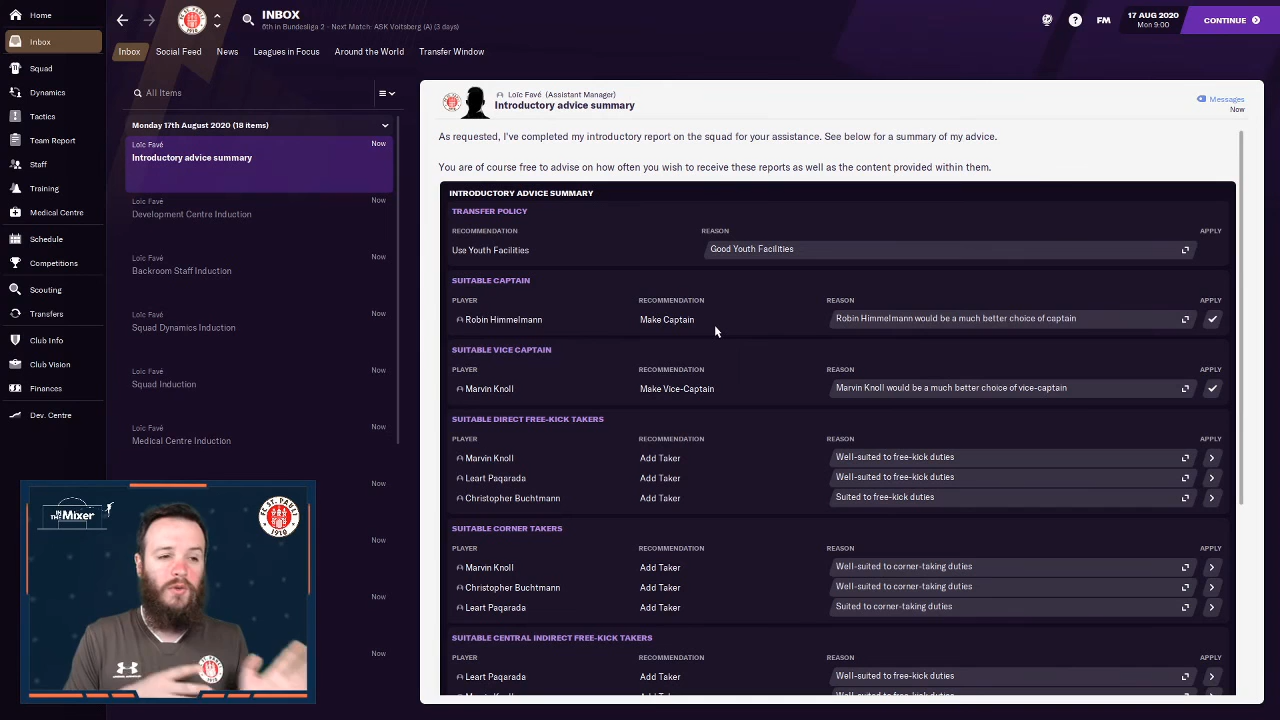 Home
Inbox
Squad
Dynamics
Tactics
Team Report
Staff
Training
Medical Centre
Schedule
Competitions
Scouting
Transfers
Club Info
Club Vision
Finances
Dev. Centre
INBOX
6th in Bundesliga 2 - Next Match: ASK Voitsberg (A) (3 days)
FM
17 AUG 2020
Mon 9:00
CONTINUE
Inbox
Social Feed
News
Leagues in Focus
Around the World
Transfer Window
All Items
Monday 17th August 2020 (19 items)
Loïc Favé
Now
Introductory advice summary
Loïc Favé
Now
Development Centre Induction
Loïc Favé
Now
Backroom Staff Induction
Loïc Favé
Now
Squad Dynamics Induction
Loïc Favé
Now
Squad Induction
Loïc Favé
Now
Medical Centre Induction
Now
Now
Now
Now
Loïc Favé (Assistant Manager)
Introductory advice summary
Messages
Now
As requested, I've completed my introductory report on the squad for your assistance. See below for a summary of my advice.
You are of course free to advise on how often you wish to receive these reports as well as the content provided within them.
INTRODUCTORY ADVICE SUMMARY
TRANSFER POLICY
RECOMMENDATION REASON APPLY
Use Youth Facilities Good Youth Facilities
SUITABLE CAPTAIN
PLAYER RECOMMENDATION REASON APPLY
Robin Himmelmann Make Captain Robin Himmelmann would be a much better choice of captain
SUITABLE VICE CAPTAIN
PLAYER RECOMMENDATION REASON APPLY
Marvin Knoll Make Vice-Captain Marvin Knoll would be a much better choice of vice-captain
SUITABLE DIRECT FREE-KICK TAKERS
PLAYER RECOMMENDATION REASON APPLY
Marvin Knoll Add Taker Well-suited to free-kick duties
Leart Paqarada Add Taker Well-suited to free-kick duties
Christopher Buchtmann Add Taker Suited to free-kick duties
SUITABLE CORNER TAKERS
PLAYER RECOMMENDATION REASON APPLY
Marvin Knoll Add Taker Well-suited to corner-taking duties
Christopher Buchtmann Add Taker Well-suited to corner-taking duties
Leart Paqarada Add Taker Suited to corner-taking duties
SUITABLE CENTRAL INDIRECT FREE-KICK TAKERS
PLAYER RECOMMENDATION REASON APPLY
Leart Paqarada Add Taker Well-suited to free-kick duties
IN THE Mixer
FC ST. PAULI
1910